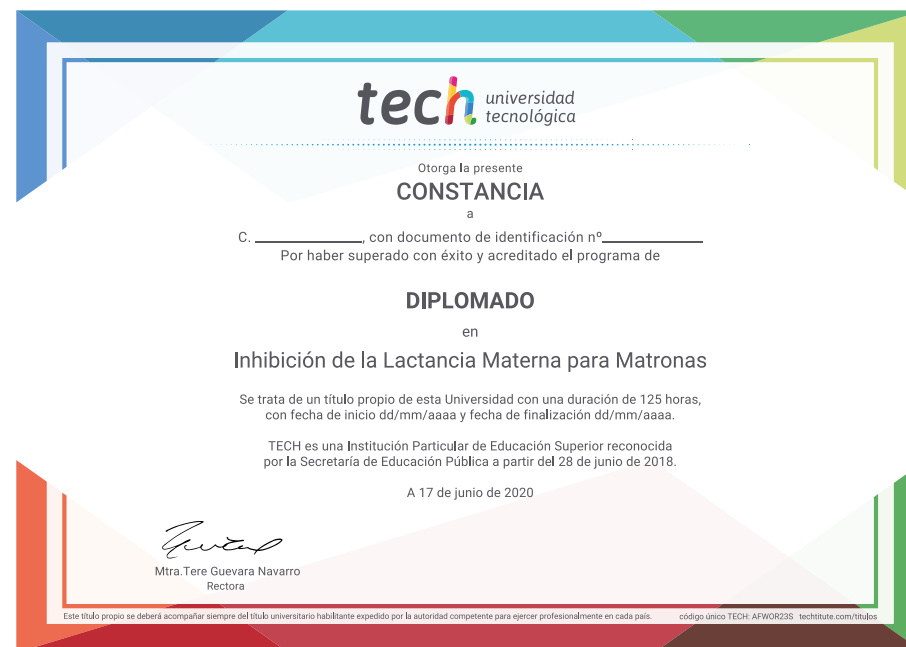 tech universidad
tecnológica
Otorga la presente
CONSTANCIA
a
C. ____________, con documento de identificación nº____________
Por haber superado con éxito y acreditado el programa de
DIPLOMADO
en
Inhibición de la Lactancia Materna para Matronas
Se trata de un título propio de esta Universidad con una duración de 125 horas,
con fecha de inicio dd/mm/aaaa y fecha de finalización dd/mm/aaaa.
TECH es una Institución Particular de Educación Superior reconocida
por la Secretaría de Educación Pública a partir del 28 de junio de 2018.
A 17 de junio de 2020
Mtra.Tere Guevara Navarro
Rectora
Este título propio se deberá acompañar siempre del título universitario habilitante expedido por la autoridad competente para ejercer profesionalmente en cada país. código único TECH: AFWOR23S techtitute.com/titulos